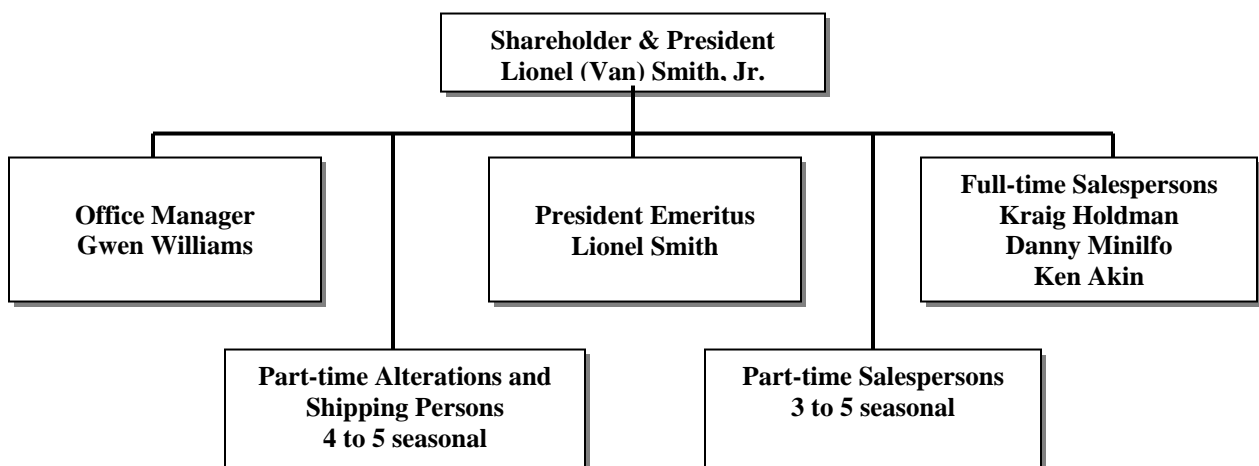 Shareholder & President
Lionel (Van) Smith, Jr.
Office Manager
Gwen Williams
President Emeritus
Lionel Smith
Full-time Salespersons
Kraig Holdman
Danny Minilfo
Ken Akin
Part-time Alterations and
Shipping Persons
4 to 5 seasonal
Part-time Salespersons
3 to 5 seasonal